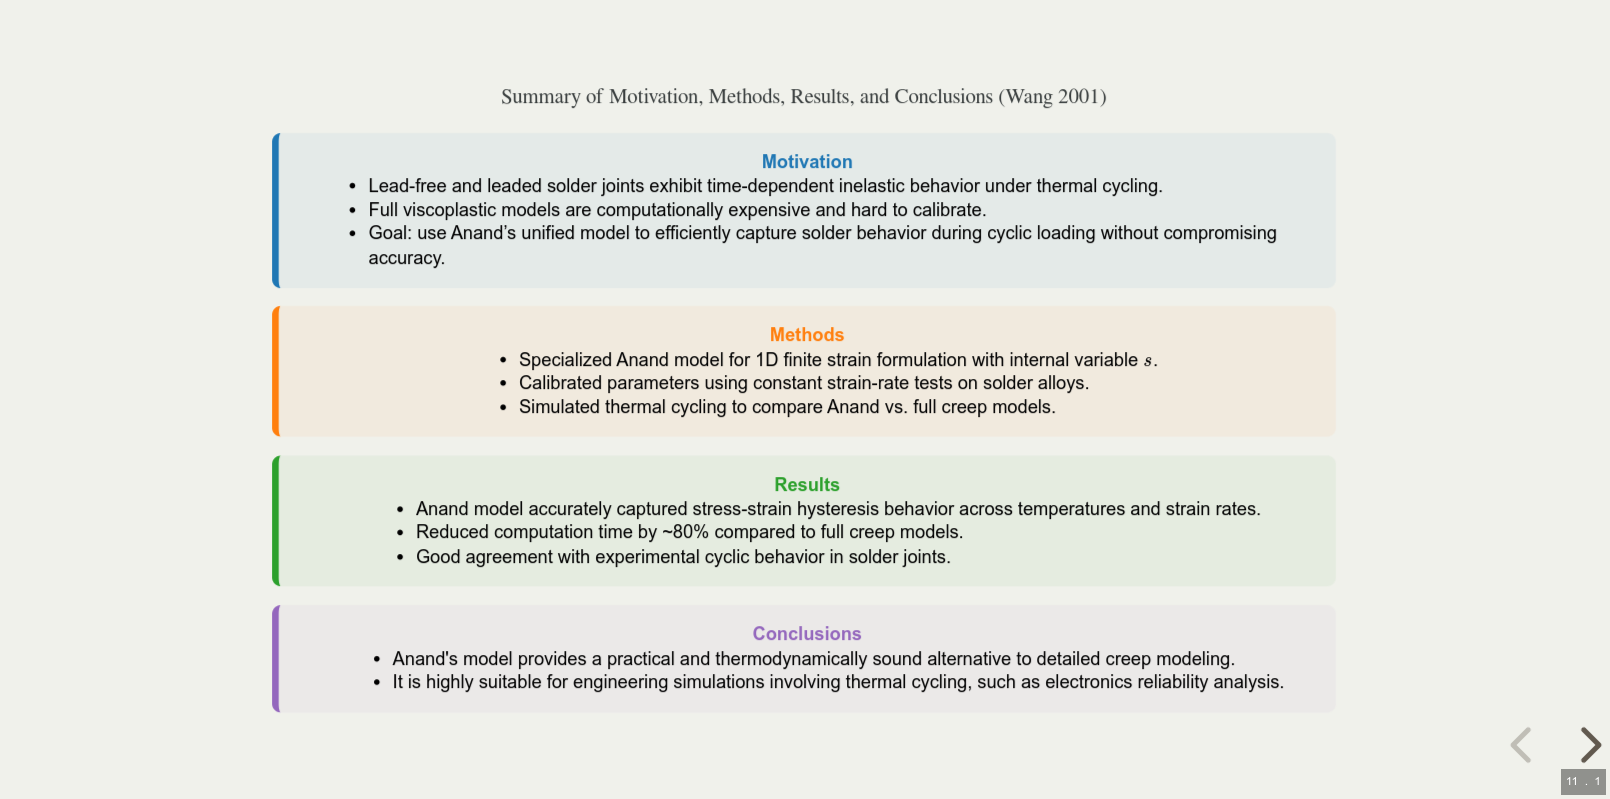 Summary of Motivation, Methods, Results, and Conclusions (Wang 2001)
Motivation
• Lead-free and leaded solder joints exhibit time-dependent inelastic behavior under thermal cycling.
• Full viscoplastic models are computationally expensive and hard to calibrate.
• Goal: use Anand’s unified model to efficiently capture solder behavior during cyclic loading without compromising
accuracy.
Methods
• Specialized Anand model for 1D finite strain formulation with internal variable s.
• Calibrated parameters using constant strain-rate tests on solder alloys.
• Simulated thermal cycling to compare Anand vs. full creep models.
Results
• Anand model accurately captured stress-strain hysteresis behavior across temperatures and strain rates.
• Reduced computation time by ~80% compared to full creep models.
• Good agreement with experimental cyclic behavior in solder joints.
Conclusions
• Anand's model provides a practical and thermodynamically sound alternative to detailed creep modeling.
• It is highly suitable for engineering simulations involving thermal cycling, such as electronics reliability analysis.
11 . 1